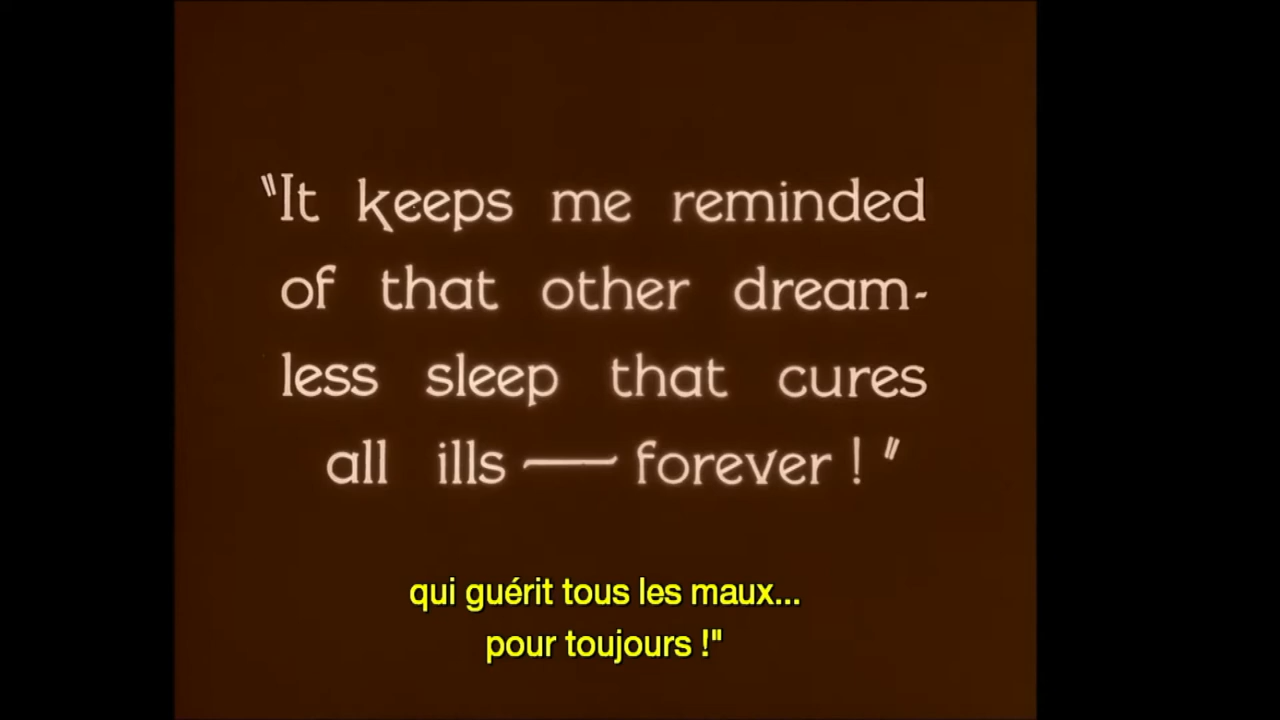 "It keeps me reminded
of that other dream-
less sleep that cures
all ills — forever!"
qui guérit tous les maux...
pour toujours !"